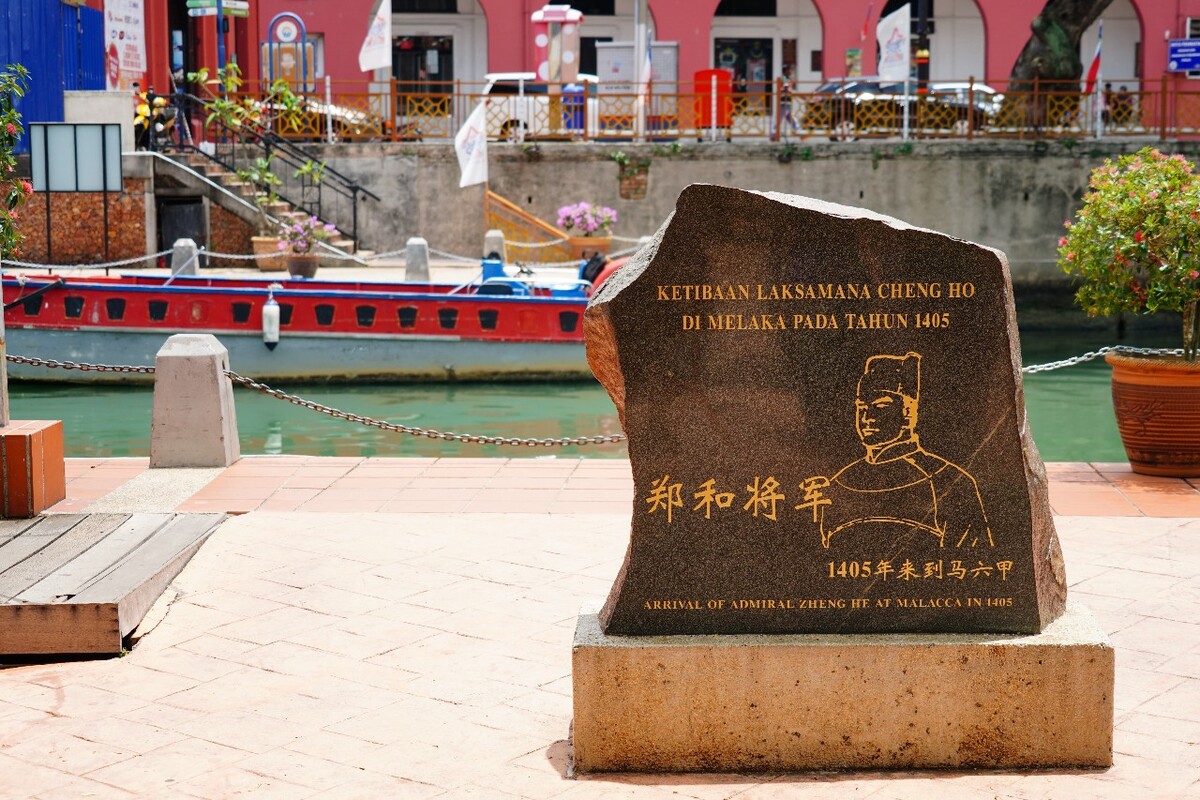 KETIBAAN LAKSAMANA CHENG HO
DI MELAKA PADA TAHUN 1405
郑和将军
1405年来到马六甲
ARRIVAL OF ADMIRAL ZHENG HE AT MALACCA IN 1405